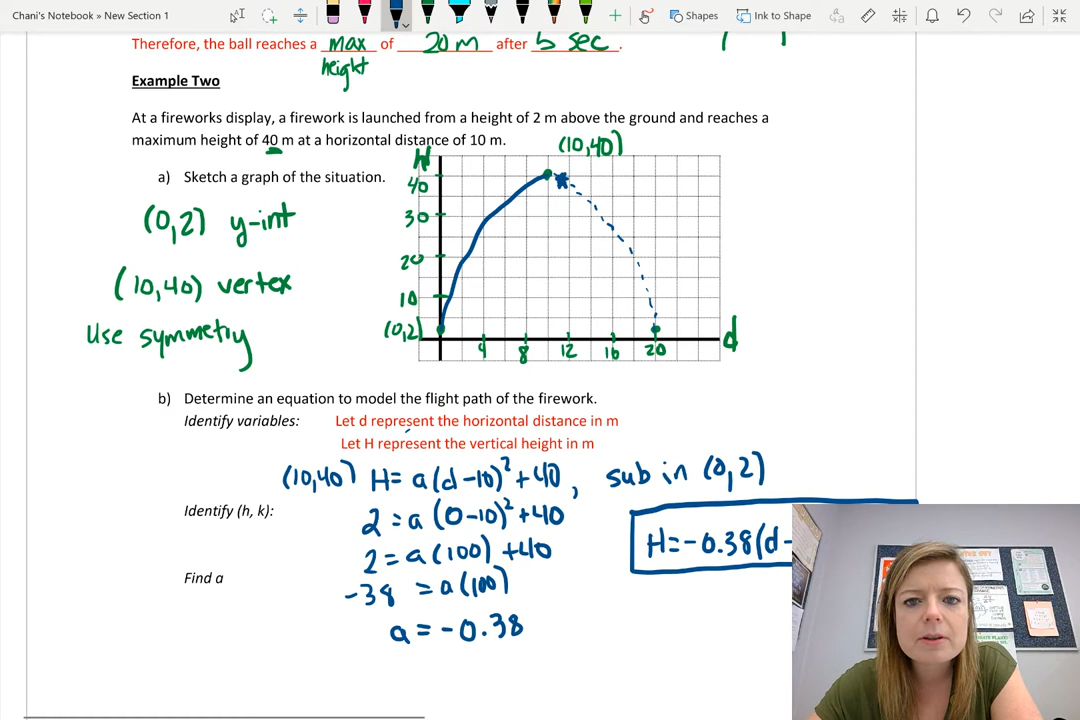 Chani's Notebook » New Section 1
Shapes
Ink to Shape
Therefore, the ball reaches a max height of 20 m after 5 sec.
Example Two
At a fireworks display, a firework is launched from a height of 2 m above the ground and reaches a
maximum height of 40 m at a horizontal distance of 10 m.
(10,40)
a) Sketch a graph of the situation.
H
40
30
20
10
(0,2)
4 8 12 16 20
d
(0,2) y-int
(10,40) vertex
Use symmetry
b) Determine an equation to model the flight path of the firework.
Identify variables: Let d represent the horizontal distance in m
Let H represent the vertical height in m
(10,40) H = a(d-10)²+40, sub in (0,2)
Identify (h, k): 2 = a(0-10)²+40
H=-0.38(d-
2 = a(100)+40
Find a
-38 = a(100)
a = -0.38